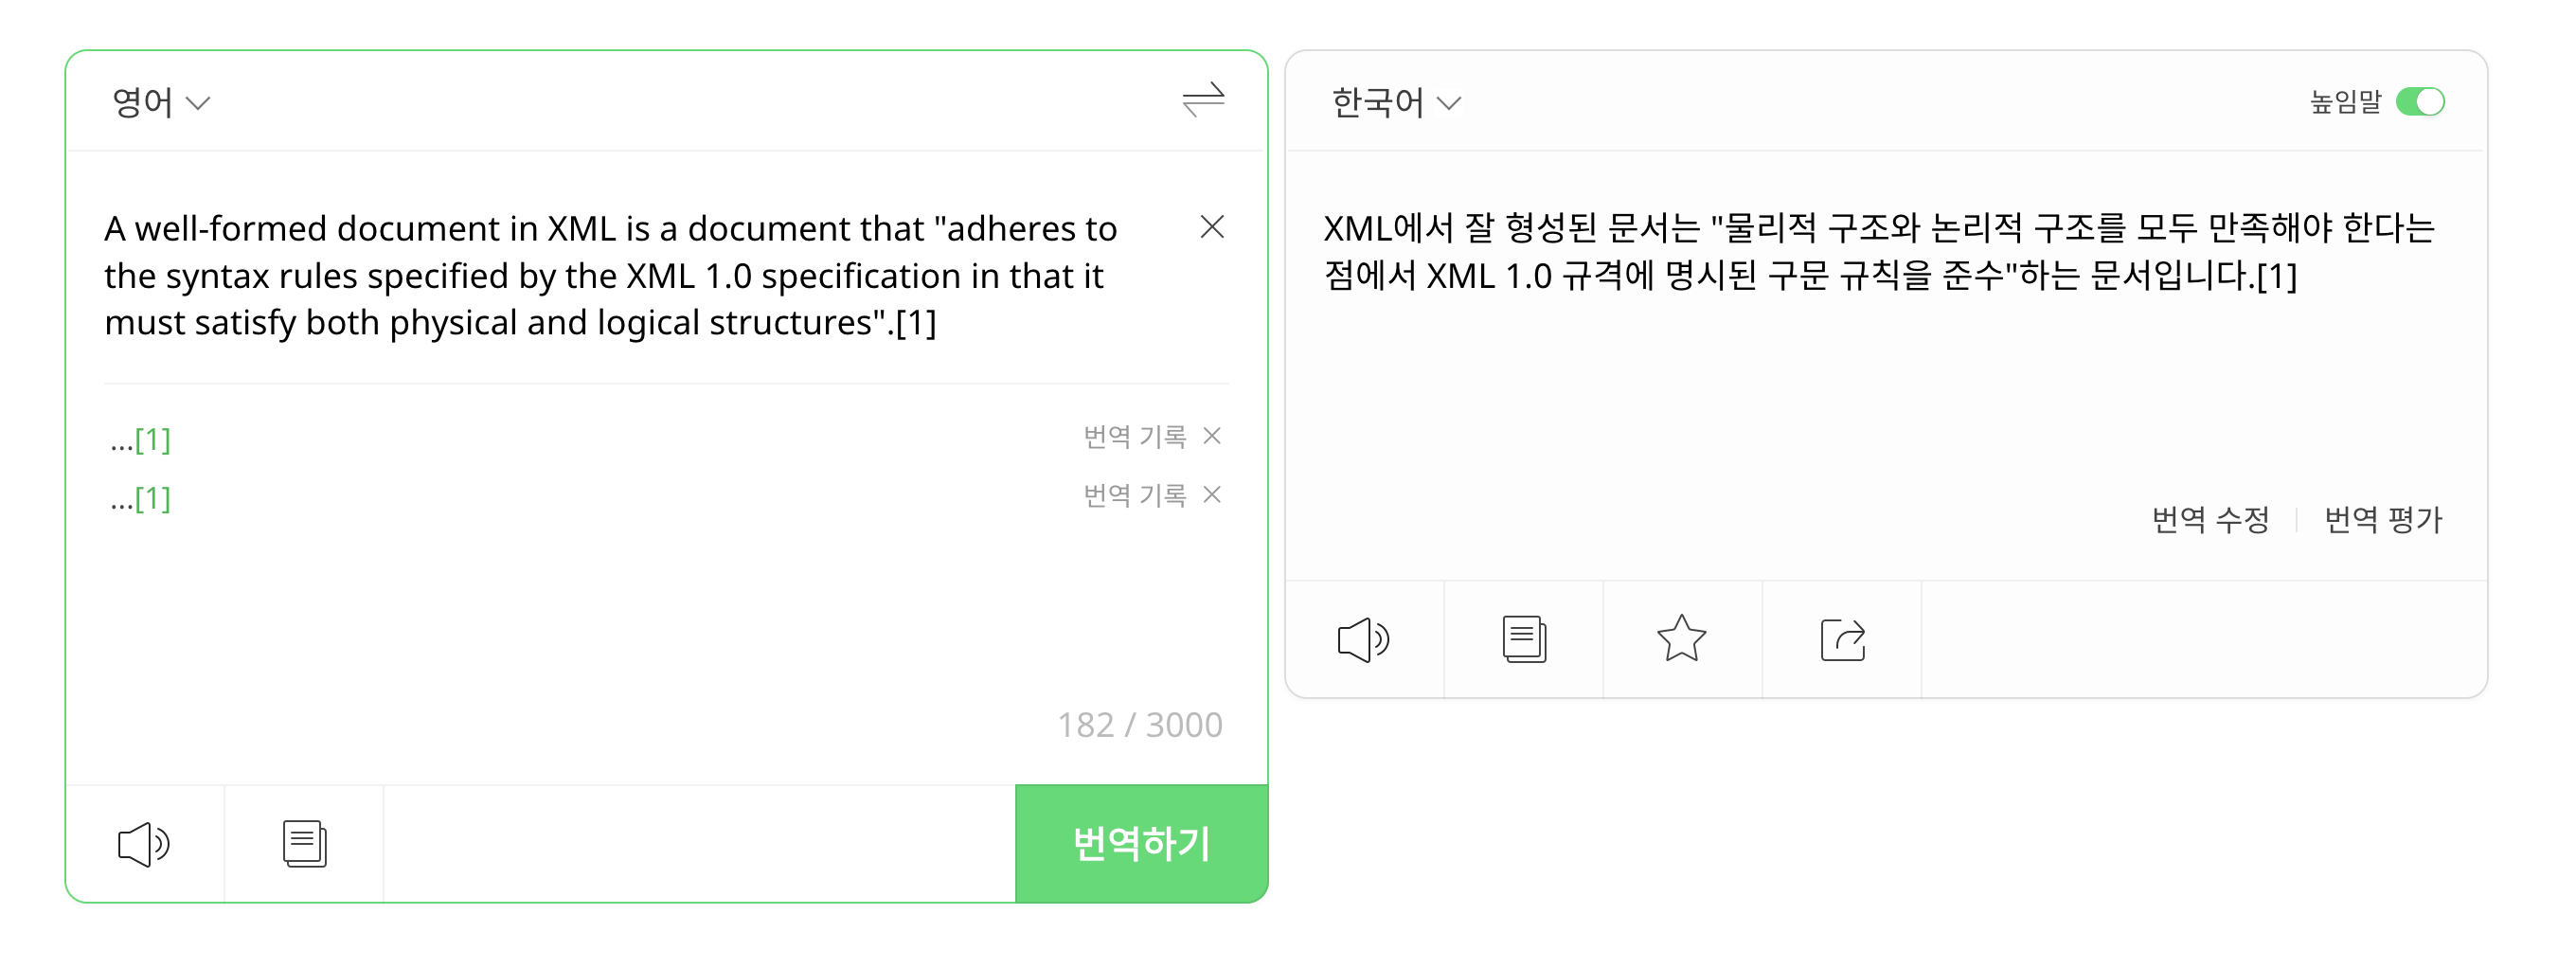 영어
A well-formed document in XML is a document that "adheres to
the syntax rules specified by the XML 1.0 specification in that it
must satisfy both physical and logical structures".[1]
...[1] 번역 기록
...[1] 번역 기록
182 / 3000
번역하기
한국어 높임말
XML에서 잘 형성된 문서는 "물리적 구조와 논리적 구조를 모두 만족해야 한다는
점에서 XML 1.0 규격에 명시된 구문 규칙을 준수"하는 문서입니다.[1]
번역 수정 | 번역 평가